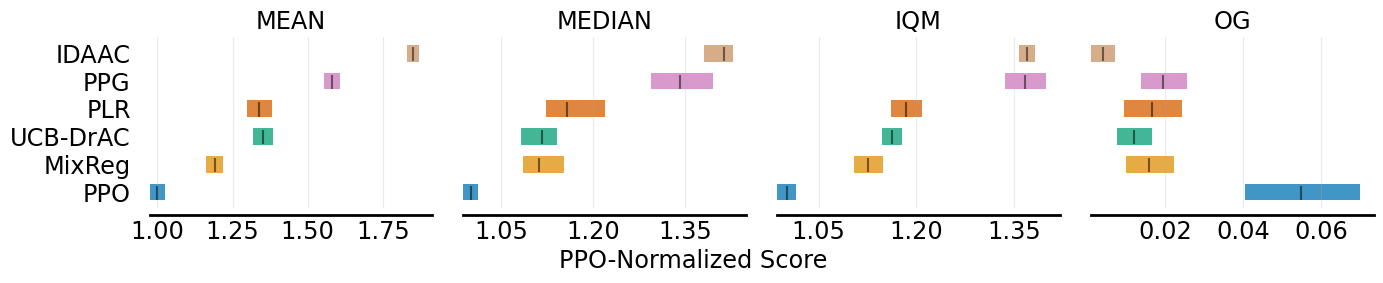 MEAN MEDIAN IQM OG
IDAAC
PPG
PLR
UCB-DrAC
MixReg
PPO
1.00 1.25 1.50 1.75 1.05 1.20 1.35 1.05 1.20 1.35 0.02 0.04 0.06
PPO-Normalized Score